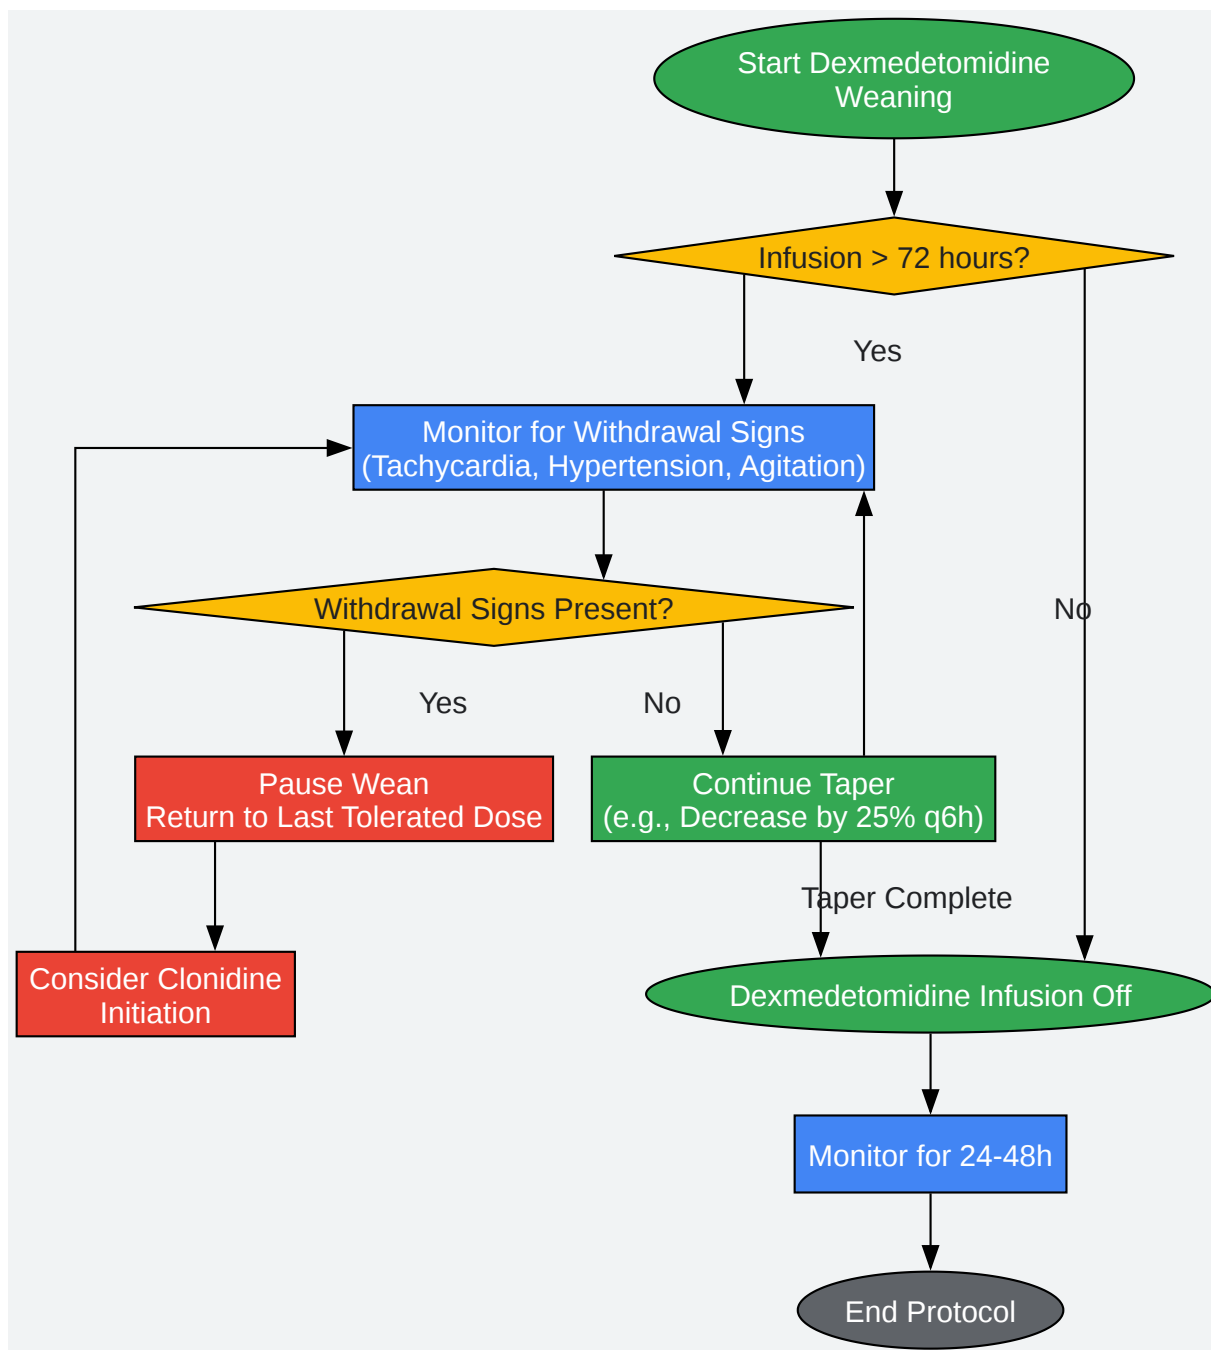 Start Dexmedetomidine
Weaning
Infusion > 72 hours?
Yes
Monitor for Withdrawal Signs
(Tachycardia, Hypertension, Agitation)
Withdrawal Signs Present?
No
Yes
No
Pause Wean
Return to Last Tolerated Dose
Continue Taper
(e.g., Decrease by 25% q6h)
Taper Complete
Consider Clonidine
Initiation
Dexmedetomidine Infusion Off
Monitor for 24-48h
End Protocol